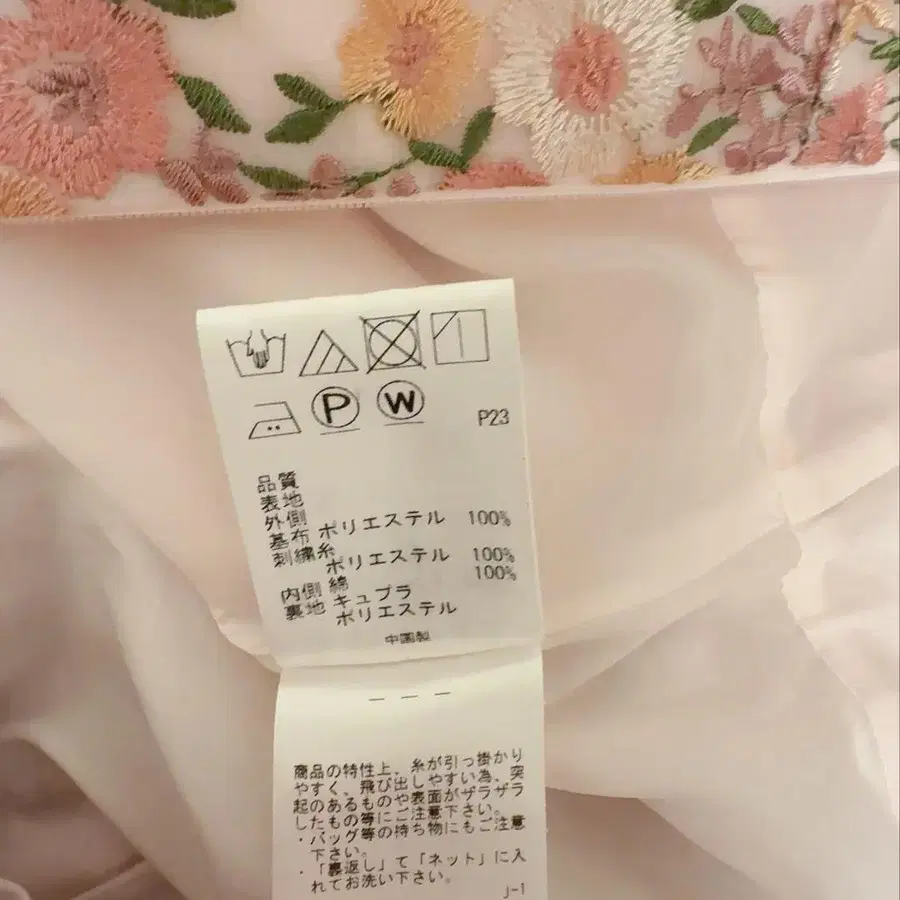 P W
P23
品質
表地
外側
基布 ポリエステル 100%
刺繍糸
ポリエステル 100%
内側 綿 100%
裏地 キュプラ
ポリエステル
中国製
商品の特性上、糸が引っ掛かり
やすく、飛び出しやすい為、突
起のあるものや表面がザラザラ
したもの等にご注意下さい。
・バッグ等の持ち物にもご注意
下さい。
・「裏返し」て「ネット」に入
れてお洗い下さい。
J-1